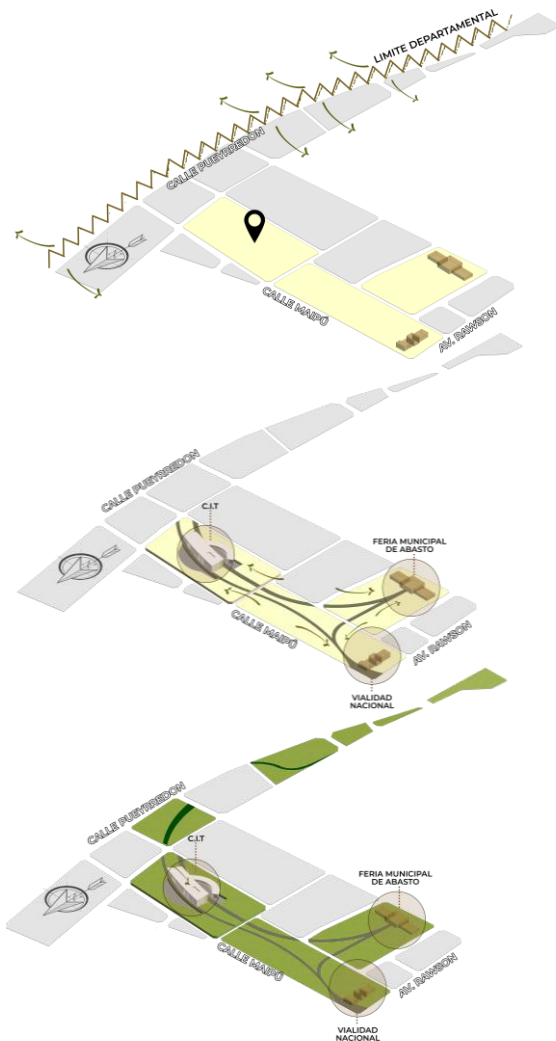 LIMITE DEPARTAMENTAL
CALLE PUEYRREDON
CALLE MAIPÚ
AV. RAWSON
CALLE PUEYRREDON
C.I.T
FERIA MUNICIPAL
DE ABASTO
CALLE MAIPÚ
AV. RAWSON
VIALIDAD
NACIONAL
CALLE PUEYRREDON
C.I.T
FERIA MUNICIPAL
DE ABASTO
CALLE MAIPÚ
AV. RAWSON
VIALIDAD
NACIONAL